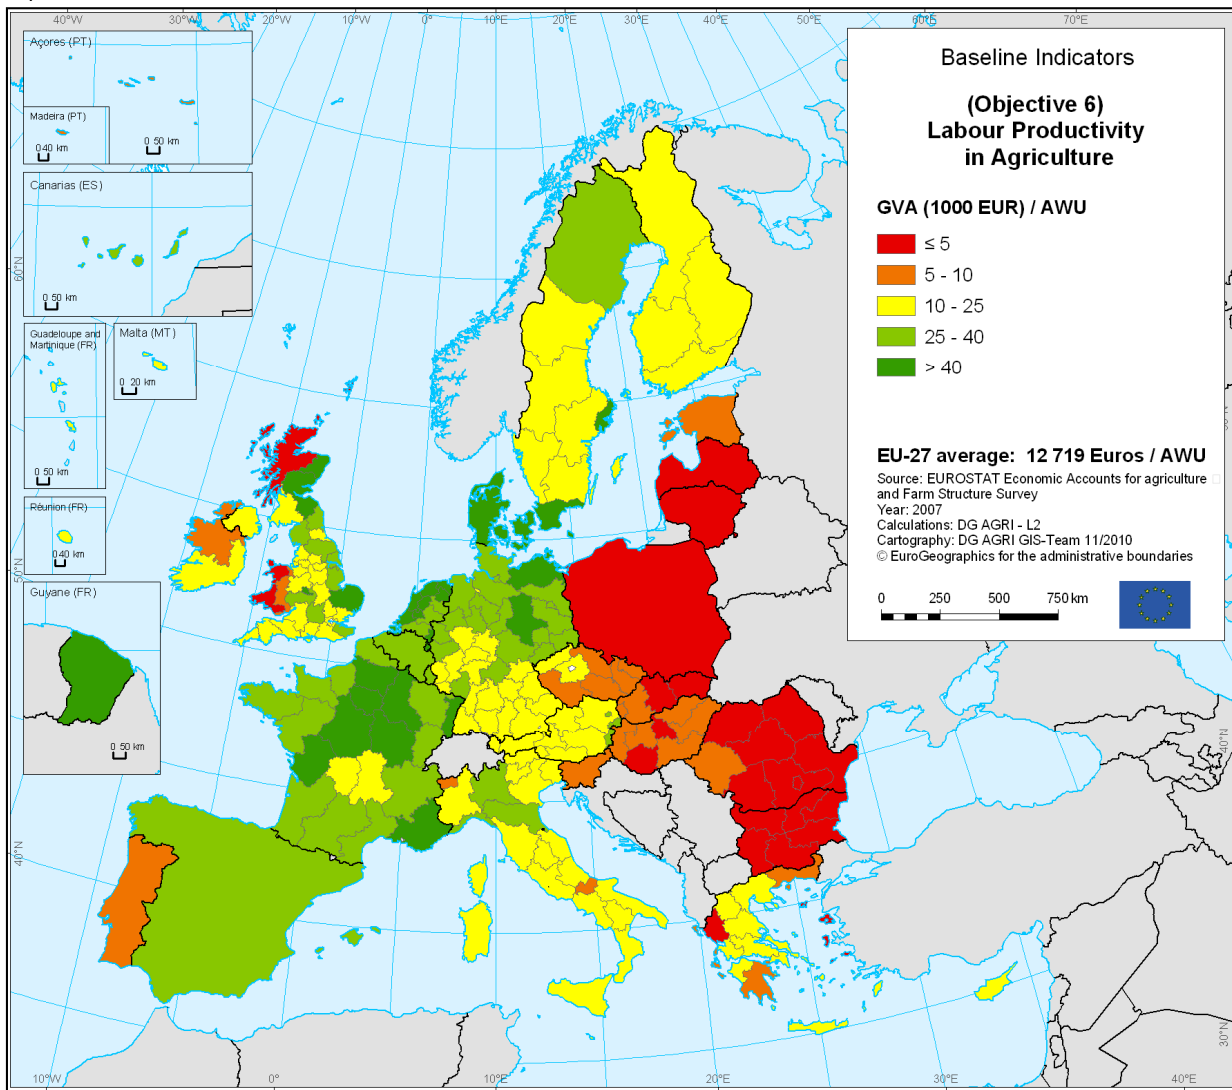 40°W
30°W
20°W
10°W
0°
10°E
20°E
30°E
40°E
50°E
60°E
70°E
Açores (PT)
Madeira (PT)
0 40 km
0 50 km
Canarias (ES)
0 50 km
Guadeloupe and
Martinique (FR)
0 50 km
Malta (MT)
0 20 km
Réunion (FR)
0 40 km
Guyane (FR)
0 50 km
60°N
50°N
40°N
Baseline Indicators
(Objective 6)
Labour Productivity
in Agriculture
GVA (1000 EUR) / AWU
≤ 5
5 - 10
10 - 25
25 - 40
> 40
EU-27 average: 12 719 Euros / AWU
Source: EUROSTAT Economic Accounts for agriculture
and Farm Structure Survey
Year: 2007
Calculations: DG AGRI - L2
Cartography: DG AGRI GIS-Team 11/2010
© EuroGeographics for the administrative boundaries
0 250 500 750 km
40°N
30°N
10°W
0°
10°E
20°E
30°E
40°E